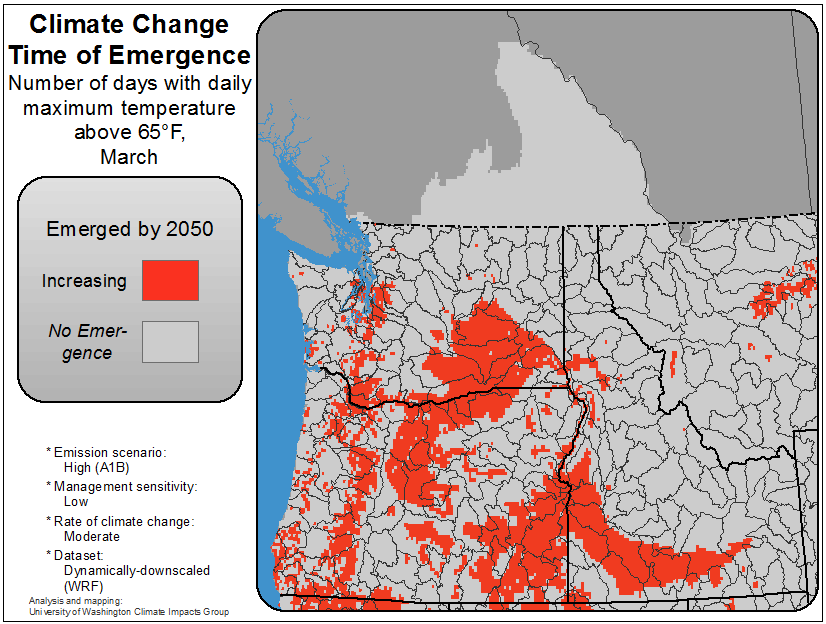 Climate Change
Time of Emergence
Number of days with daily
maximum temperature
above 65°F,
March
Emerged by 2050
Increasing
No Emer-
gence
* Emission scenario:
High (A1B)
* Management sensitivity:
Low
* Rate of climate change:
Moderate
* Dataset:
Dynamically-downscaled
(WRF)
Analysis and mapping:
University of Washington Climate Impacts Group